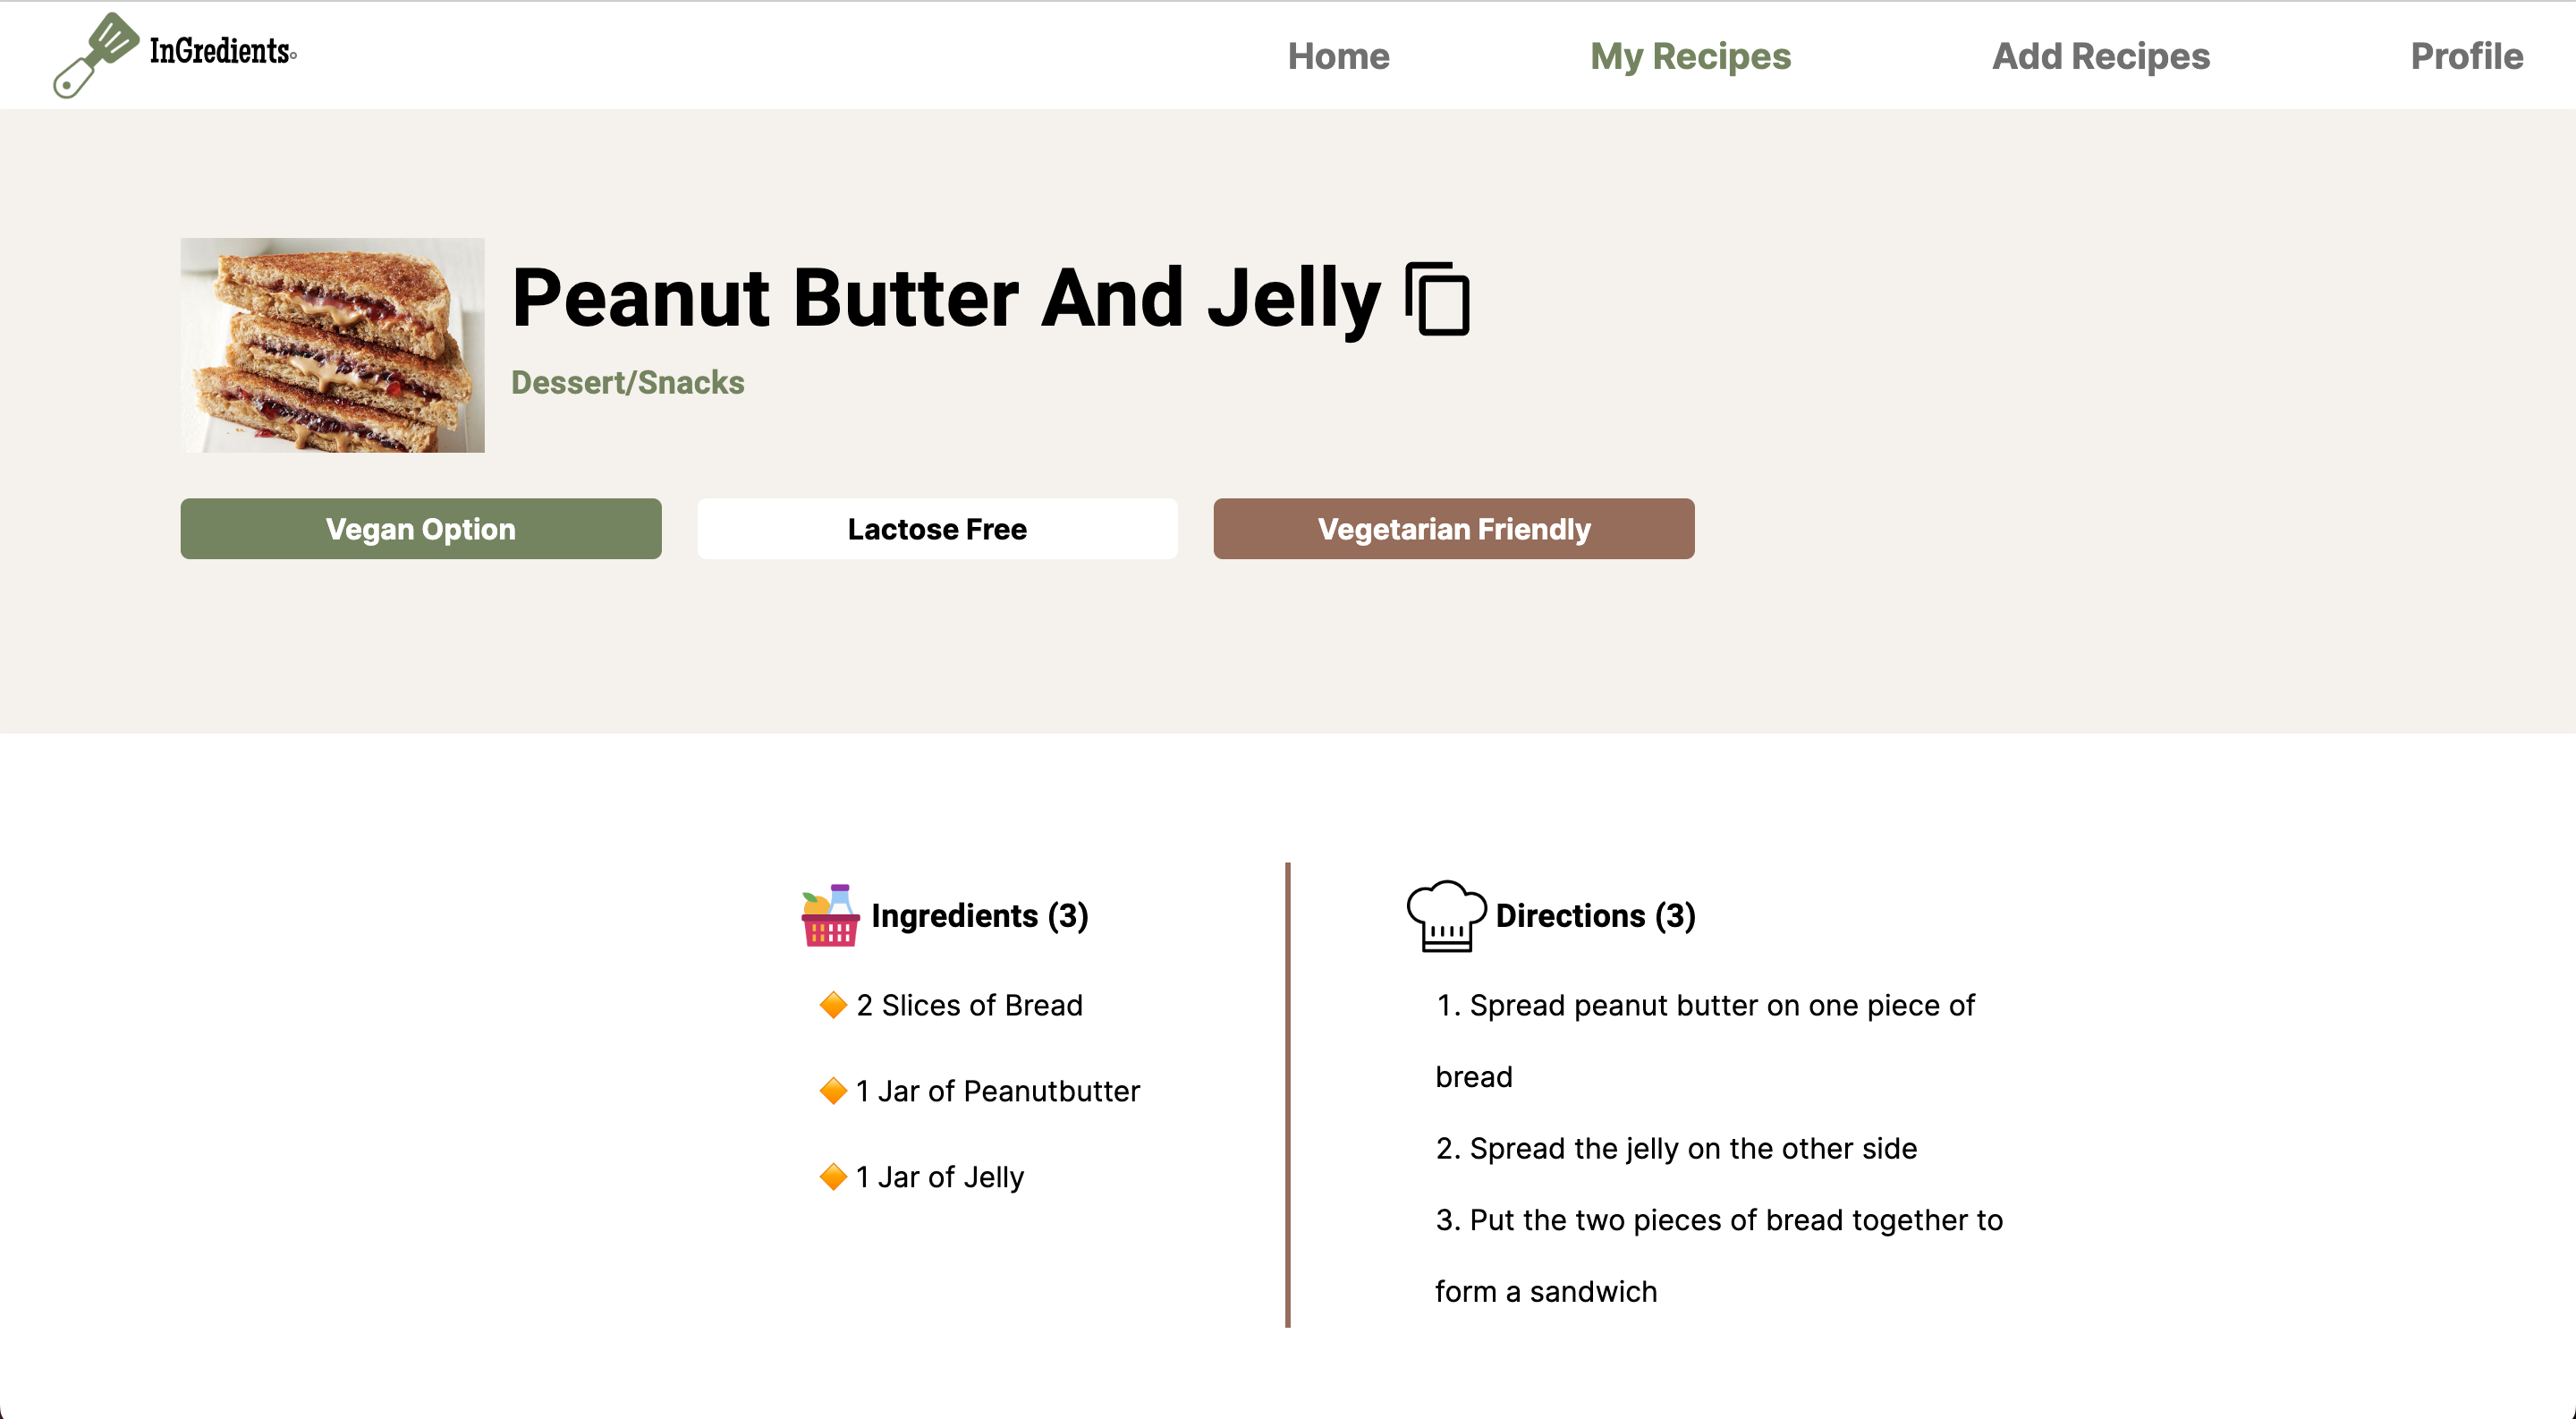 InGredients
Home
My Recipes
Add Recipes
Profile
Peanut Butter And Jelly
Dessert/Snacks
Vegan Option
Lactose Free
Vegetarian Friendly
Ingredients (3)
2 Slices of Bread
1 Jar of Peanutbutter
1 Jar of Jelly
Directions (3)
1. Spread peanut butter on one piece of
bread
2. Spread the jelly on the other side
3. Put the two pieces of bread together to
form a sandwich